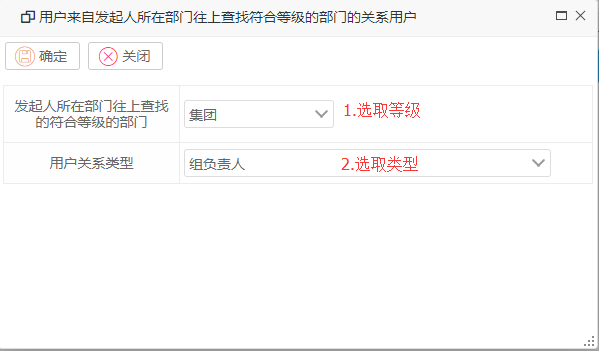 用户来自发起人所在部门往上查找符合等级的部门的关系用户
确定 关闭
发起人所在部门往上查找
的符合等级的部门
集团
1.选取等级
用户关系类型
组负责人
2.选取类型